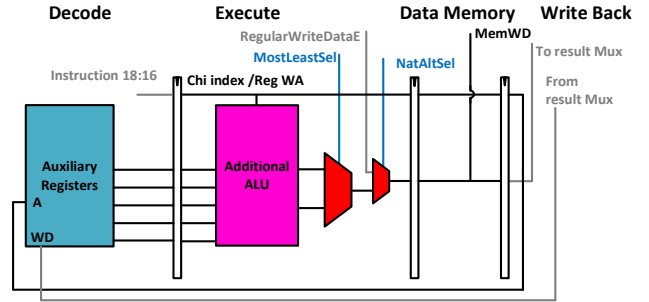 Decode
Execute
Data Memory
Write Back
RegularWriteDataE
MemWD
To result Mux
MostLeastSel
NatAltSel
Instruction 18:16
Chi index /Reg WA
From
result Mux
Auxiliary
Registers
A
WD
Additional
ALU